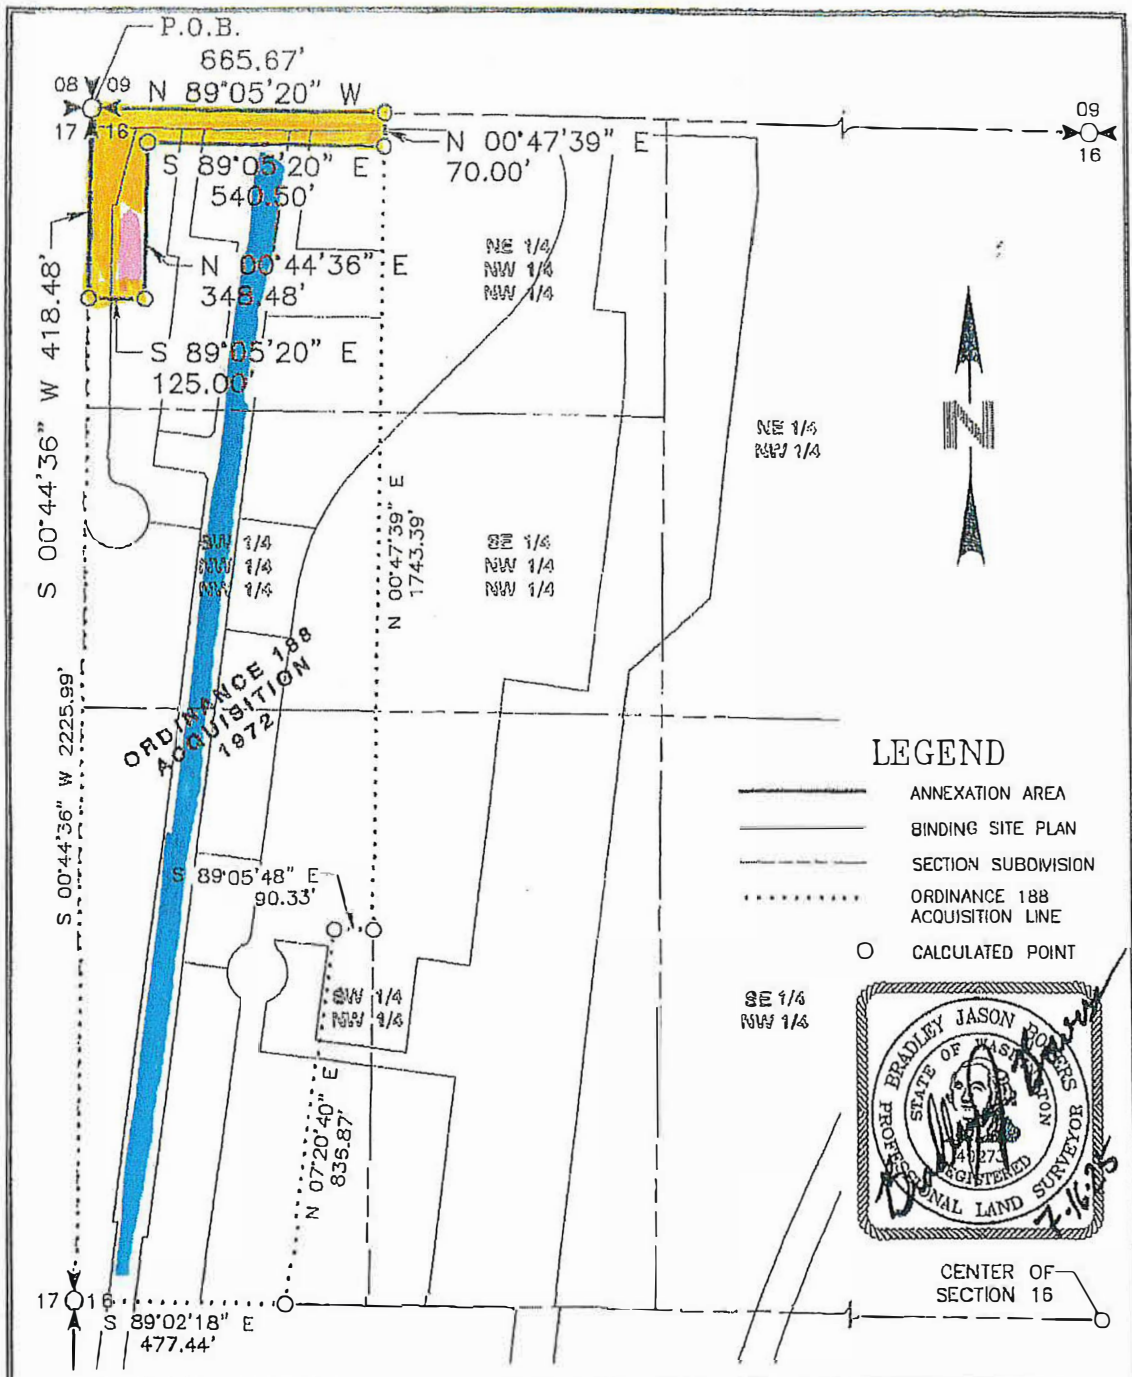 P.O.B.
665.67'
08 09
N 89°05'20" W
17 16
09
16
N 00°47'39" E
70.00'
S 89°05'20" E
540.50'
N 00°44'36" E
348.48'
S 89°05'20" E
125.00'
S 00°44'36" W 418.48'
NE 1/4
NW 1/4
NW 1/4
N
NE 1/4
NW 1/4
SW 1/4
NW 1/4
NW 1/4
SE 1/4
NW 1/4
NW 1/4
N 00°47'39" E
1743.39'
ORDINANCE 188
ACQUISITION
1972
S 00°44'36" W 2225.99'
LEGEND
ANNEXATION AREA
BINDING SITE PLAN
SECTION SUBDIVISION
ORDINANCE 188
ACQUISITION LINE
CALCULATED POINT
S 89°05'48" E
90.33'
SW 1/4
NW 1/4
SE 1/4
NW 1/4
N 07°20'40" E
836.87'
BRADLEY JASON BOWERS
STATE OF WASHINGTON
REGISTERED
PROFESSIONAL LAND SURVEYOR
CENTER OF
SECTION 16
17 16
S 89°02'18" E
477.44'